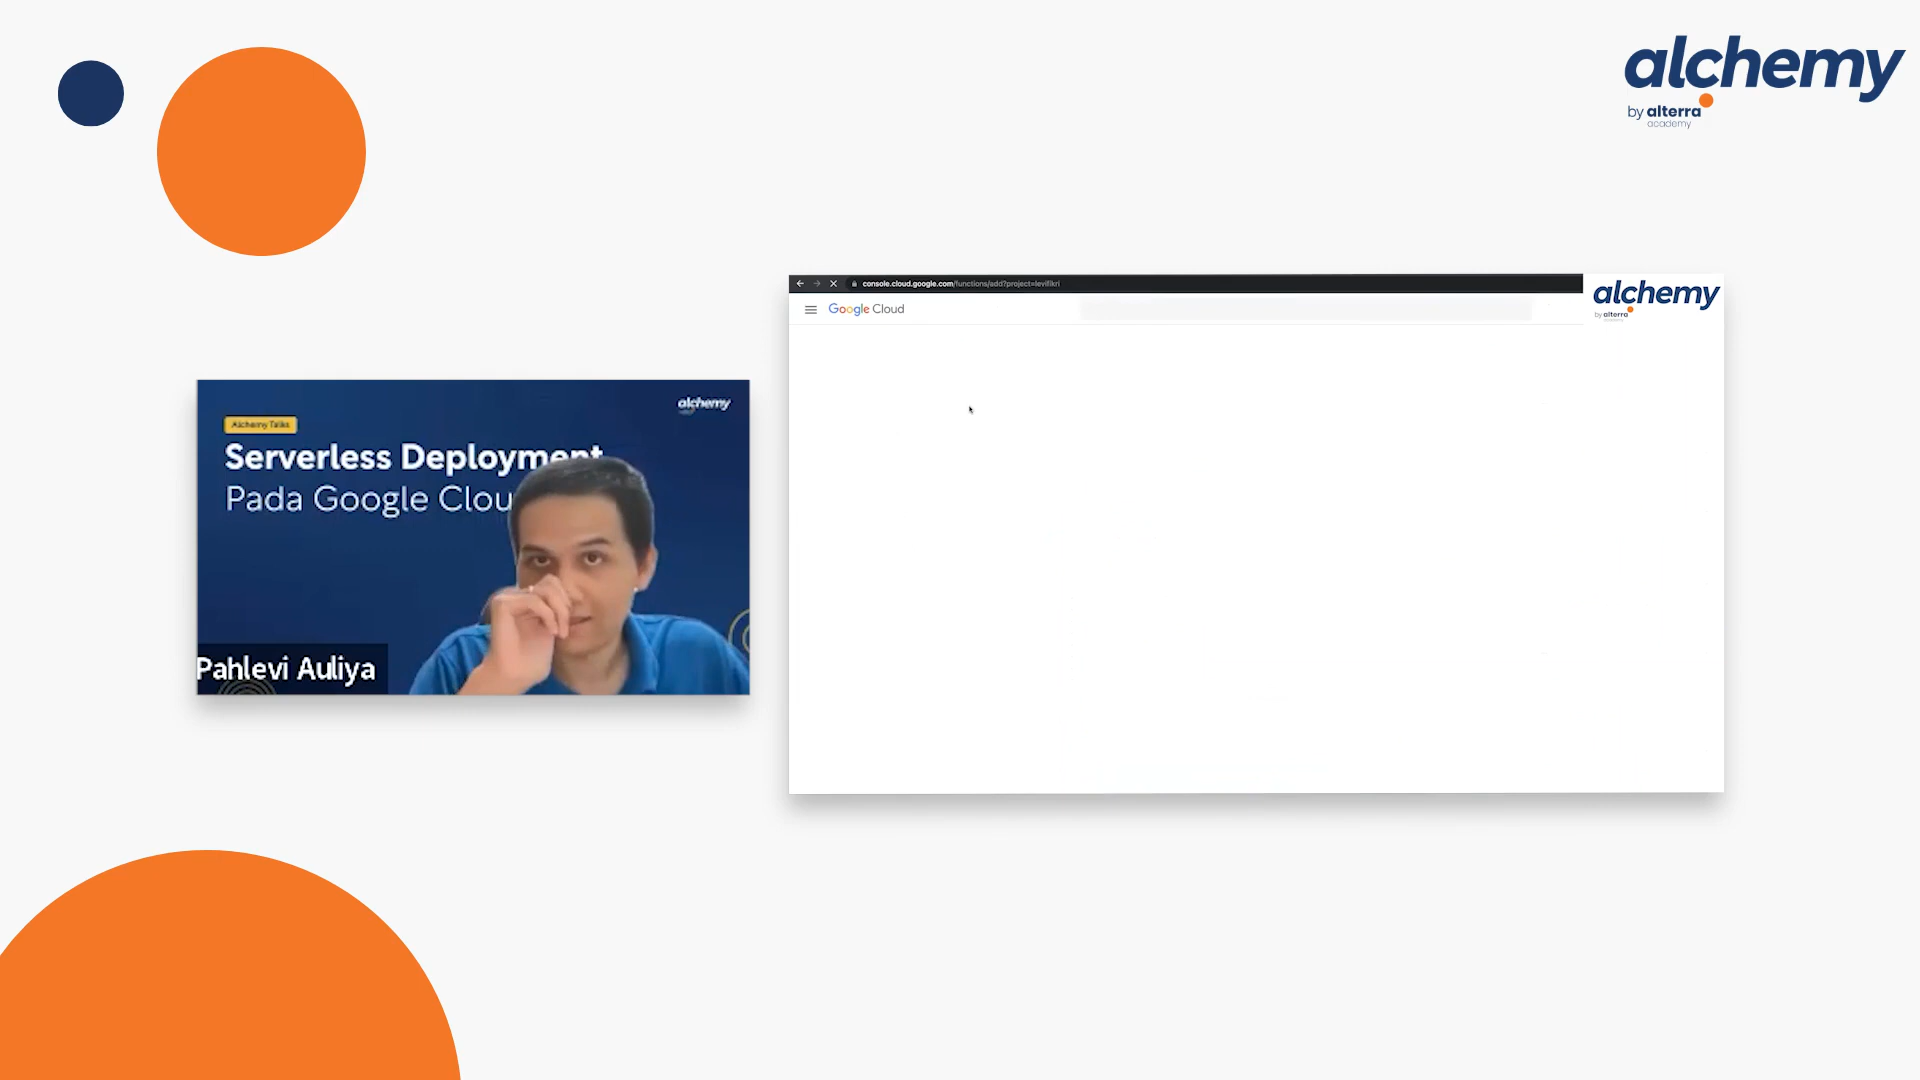 alchemy
by alterra
academy
console.cloud.google.com/functions/add?project=levifikri
Google Cloud
alchemy
by alterra
alchemy
Alchemy Talks
Serverless Deployment
Pada Google Clou
Pahlevi Auliya